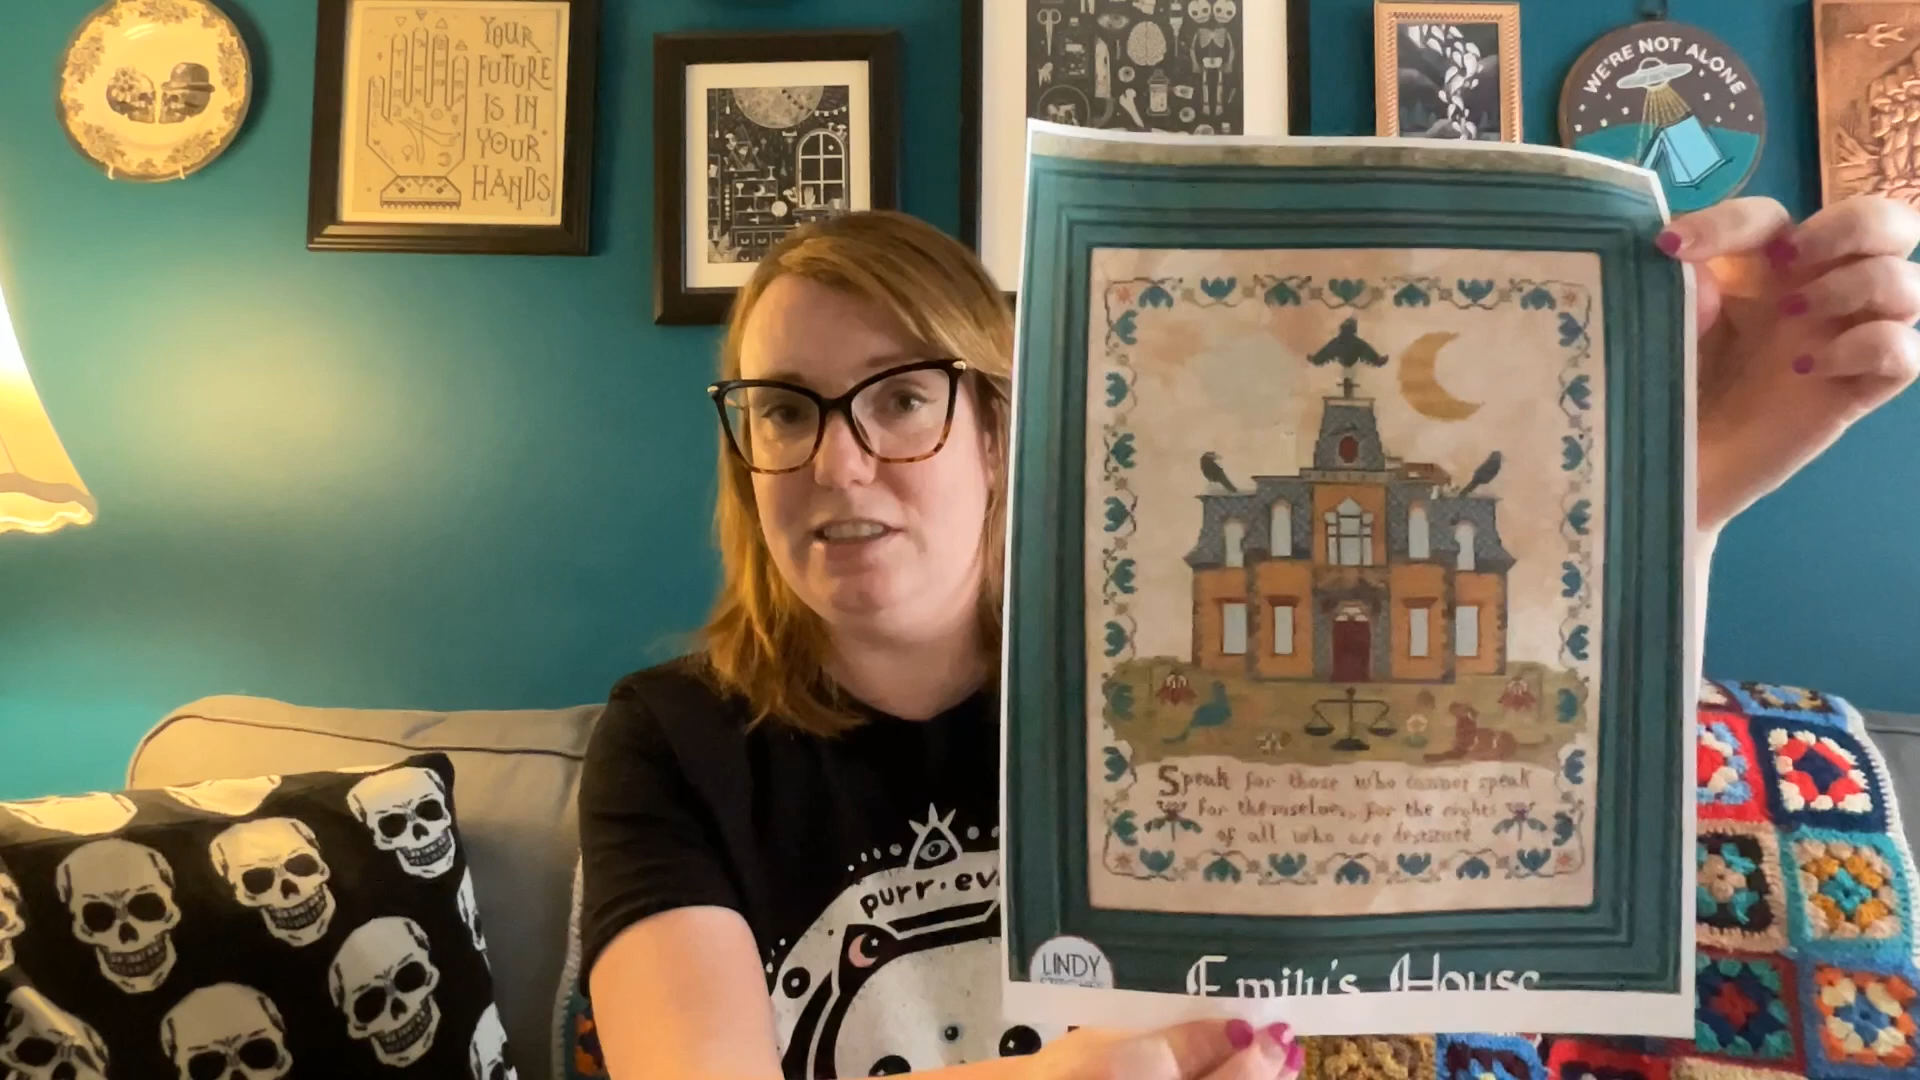 YOUR
FUTURE
IS IN
YOUR
HANDS
WE'RE NOT ALONE
Speak for those who cannot speak
for themselves, for the rights
of all who are destitute
purr·ev
LINDY
Emily's House